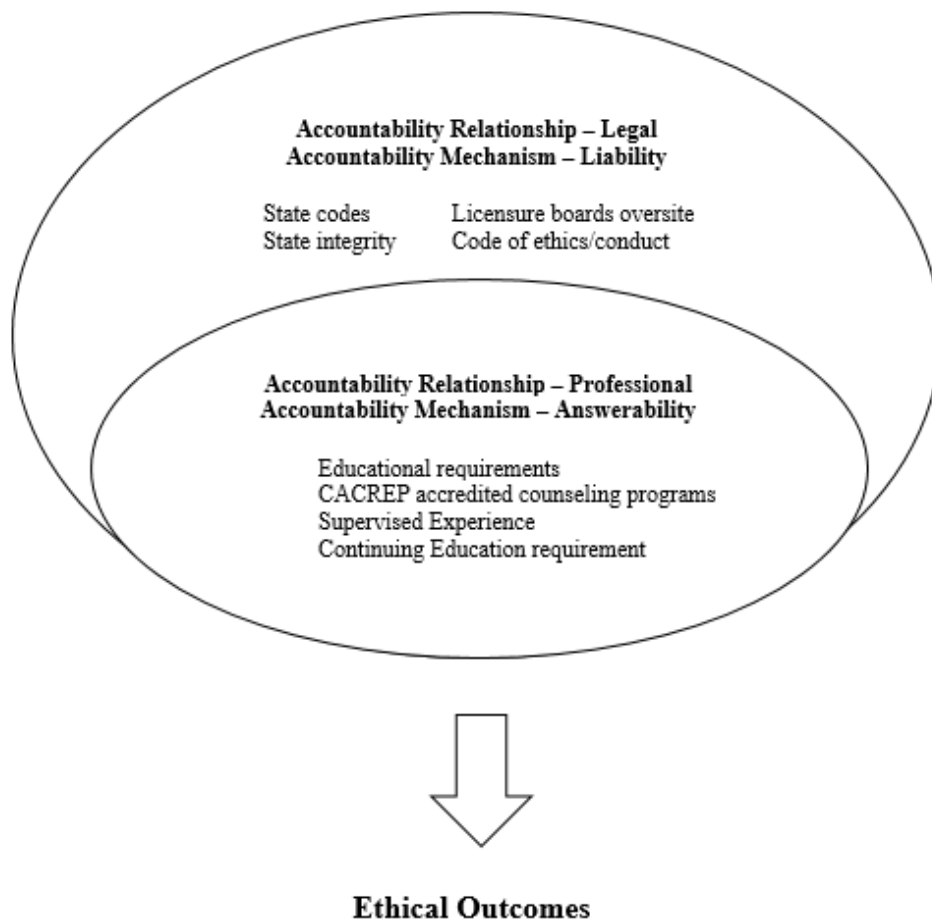 Accountability Relationship – Legal
Accountability Mechanism – Liability
State codes Licensure boards oversite
State integrity Code of ethics/conduct
Accountability Relationship – Professional
Accountability Mechanism – Answerability
Educational requirements
CACREP accredited counseling programs
Supervised Experience
Continuing Education requirement
Ethical Outcomes